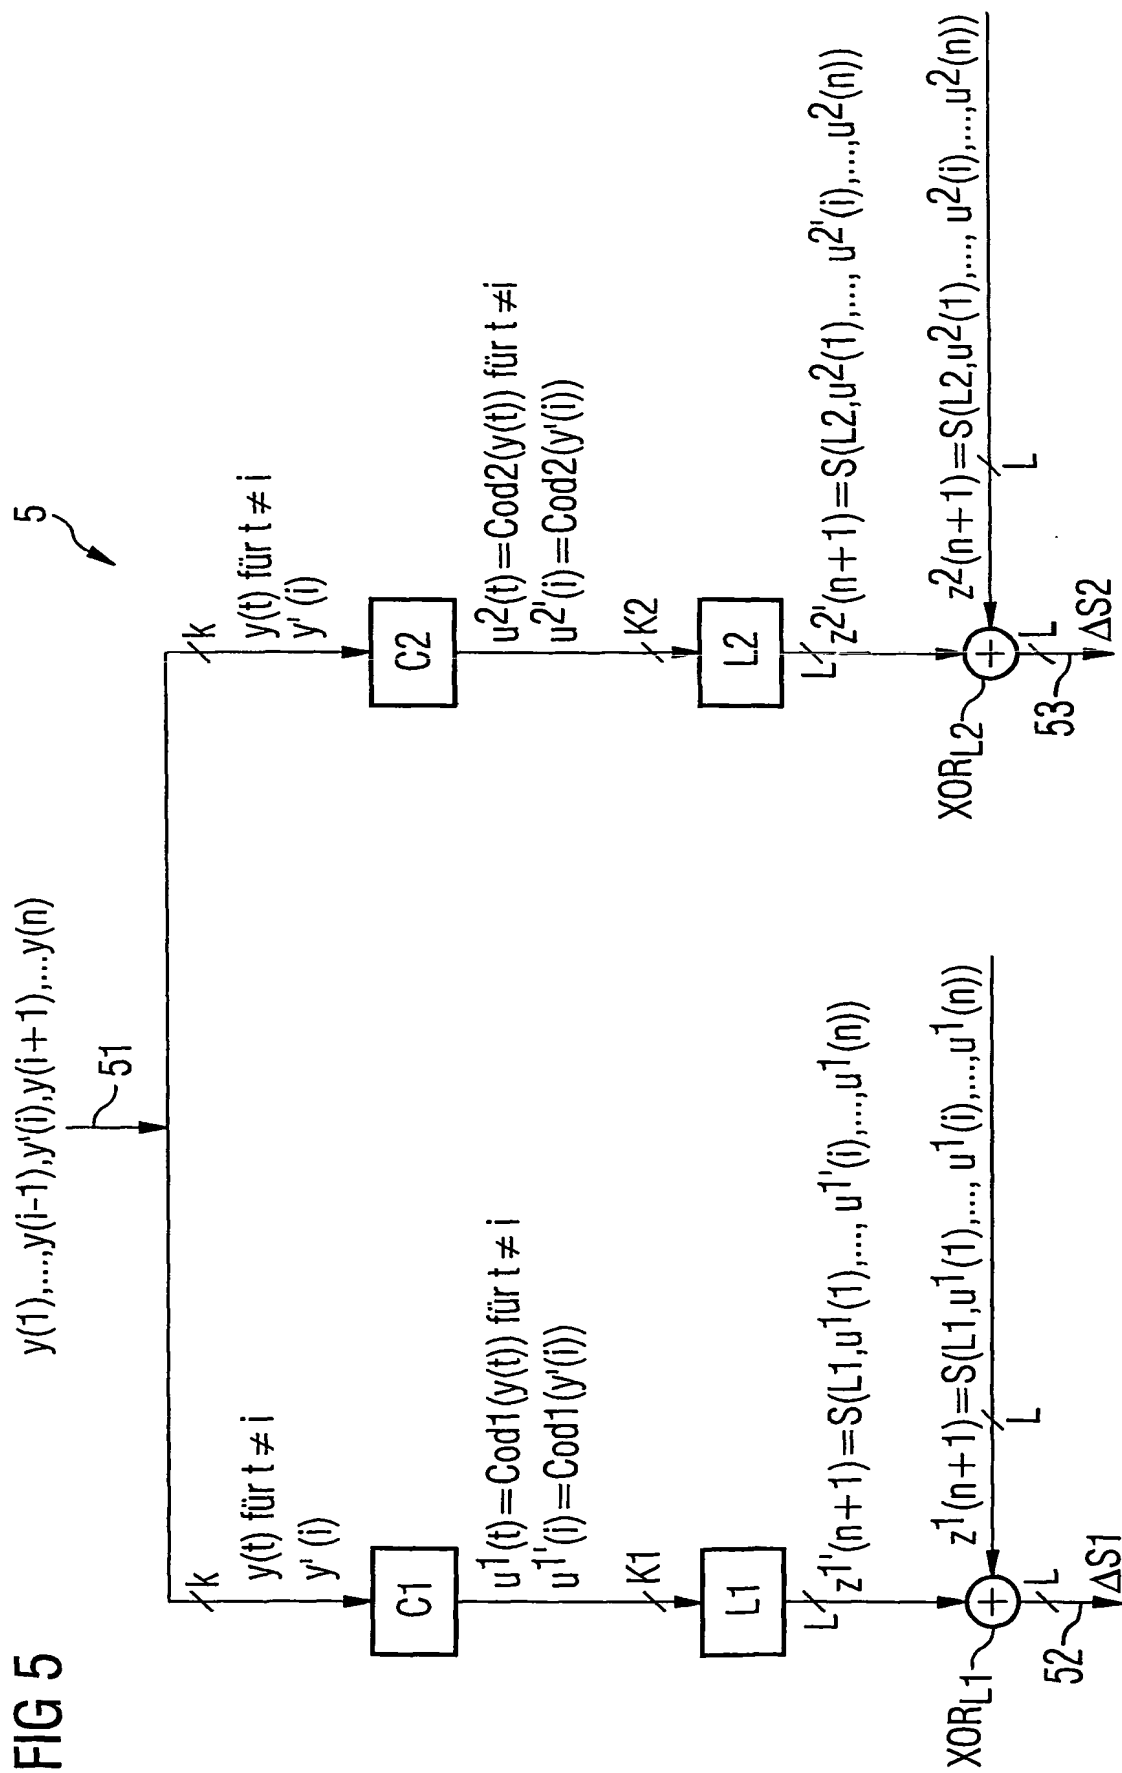 FIG 5
5
y(1),...,y(i-1),y'(i),y(i+1),...y(n)
51
k
y(t) für t ≠ i
y' (i)
C1
u¹(t)=Cod1(y(t)) für t ≠ i
u¹'(i)=Cod1(y'(i))
K1
L1
L
z¹'(n+1)=S(L1,u¹(1),..., u¹'(i),...,u¹(n))
z¹(n+1)=S(L1,u¹(1),..., u¹(i),...,u¹(n))
L
XOR_L1
L
52
ΔS1
k
y(t) für t ≠ i
y' (i)
C2
u²(t)=Cod2(y(t)) für t ≠ i
u²'(i)=Cod2(y'(i))
K2
L2
L
z²'(n+1)=S(L2,u²(1),..., u²'(i),...,u²(n))
z²(n+1)=S(L2,u²(1),..., u²(i),...,u²(n))
L
XOR_L2
L
53
ΔS2